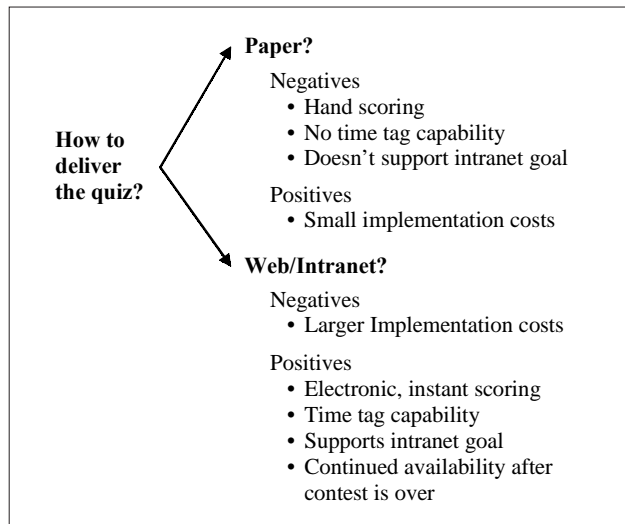 Paper?
Negatives
• Hand scoring
• No time tag capability
• Doesn’t support intranet goal
Positives
• Small implementation costs
How to
deliver
the quiz?
Web/Intranet?
Negatives
• Larger Implementation costs
Positives
• Electronic, instant scoring
• Time tag capability
• Supports intranet goal
• Continued availability after
contest is over